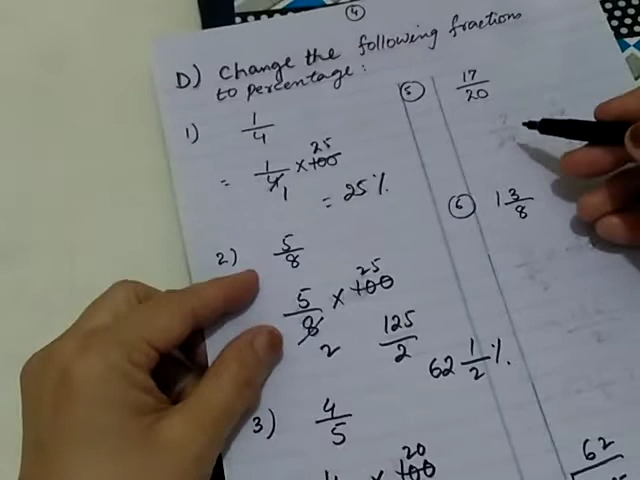 4
D) Change the following fractions
to percentage:
1) 1/4
= 1/4 × 100 25
1
= 25%
2) 5/8
5/8 × 100 25
2
125/2
62 1/2 %.
3) 4/5
× 100 20
5 17/20
6 1 3/8
62